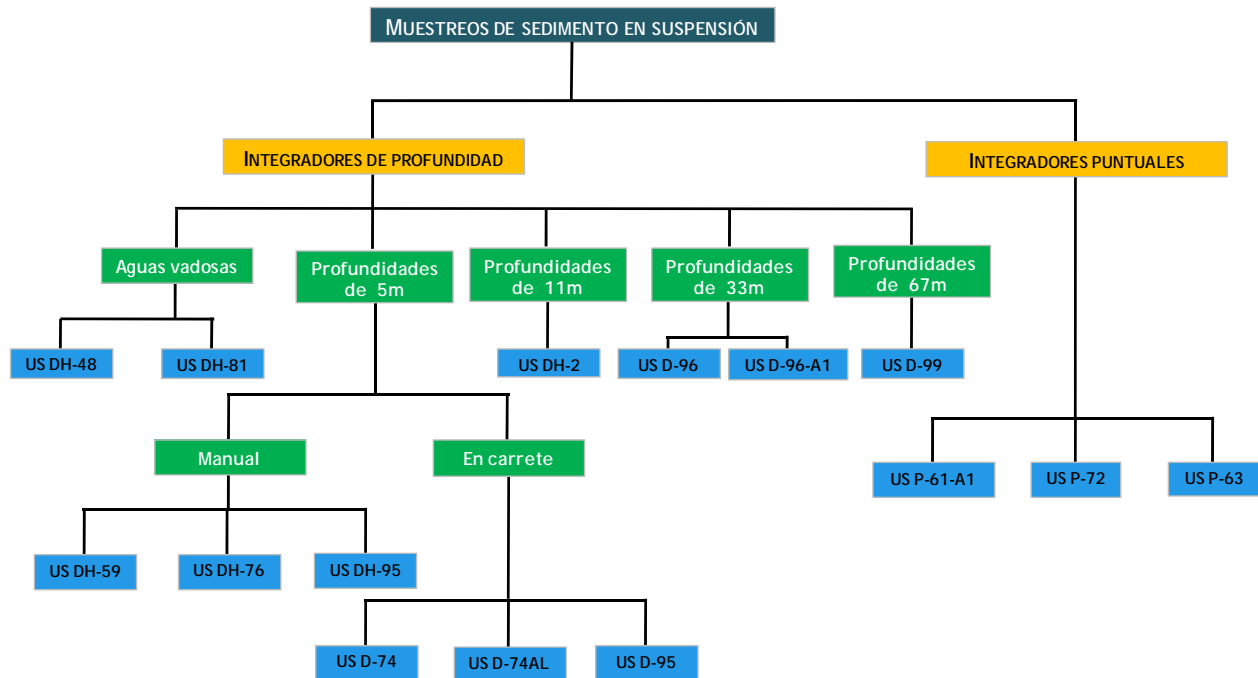 MUESTREOS DE SEDIMENTO EN SUSPENSIÓN
INTEGRADORES DE PROFUNDIDAD
INTEGRADORES PUNTUALES
Aguas vadosas
Profundidades
de 5m
Profundidades
de 11m
Profundidades
de 33m
Profundidades
de 67m
US DH-48
US DH-81
US DH-2
US D-96
US D-96-A1
US D-99
Manual
En carrete
US P-61-A1
US P-72
US P-63
US DH-59
US DH-76
US DH-95
US D-74
US D-74AL
US D-95